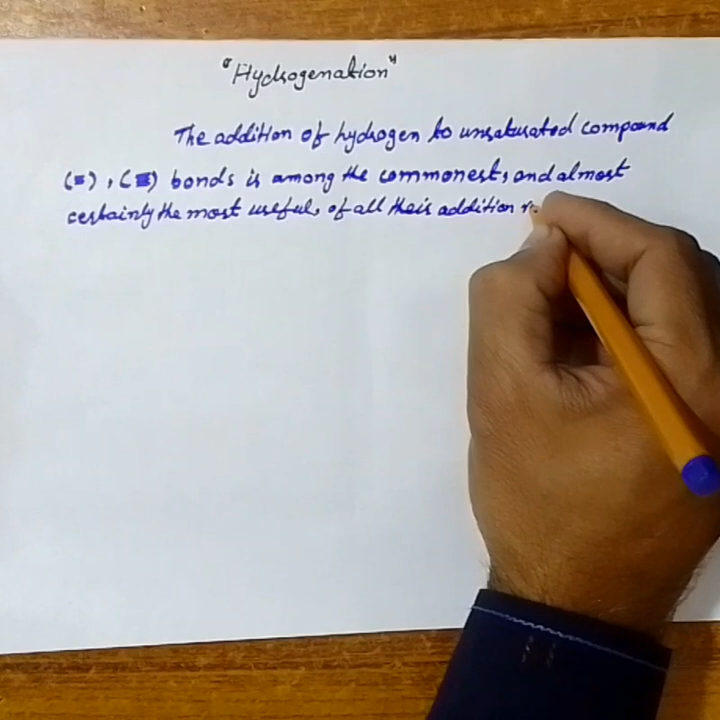 "Hydrogenation"
The addition of hydrogen to unsaturated compound
(=), (≡) bonds is among the commonest, and almost
certainly the most useful, of all their addition r